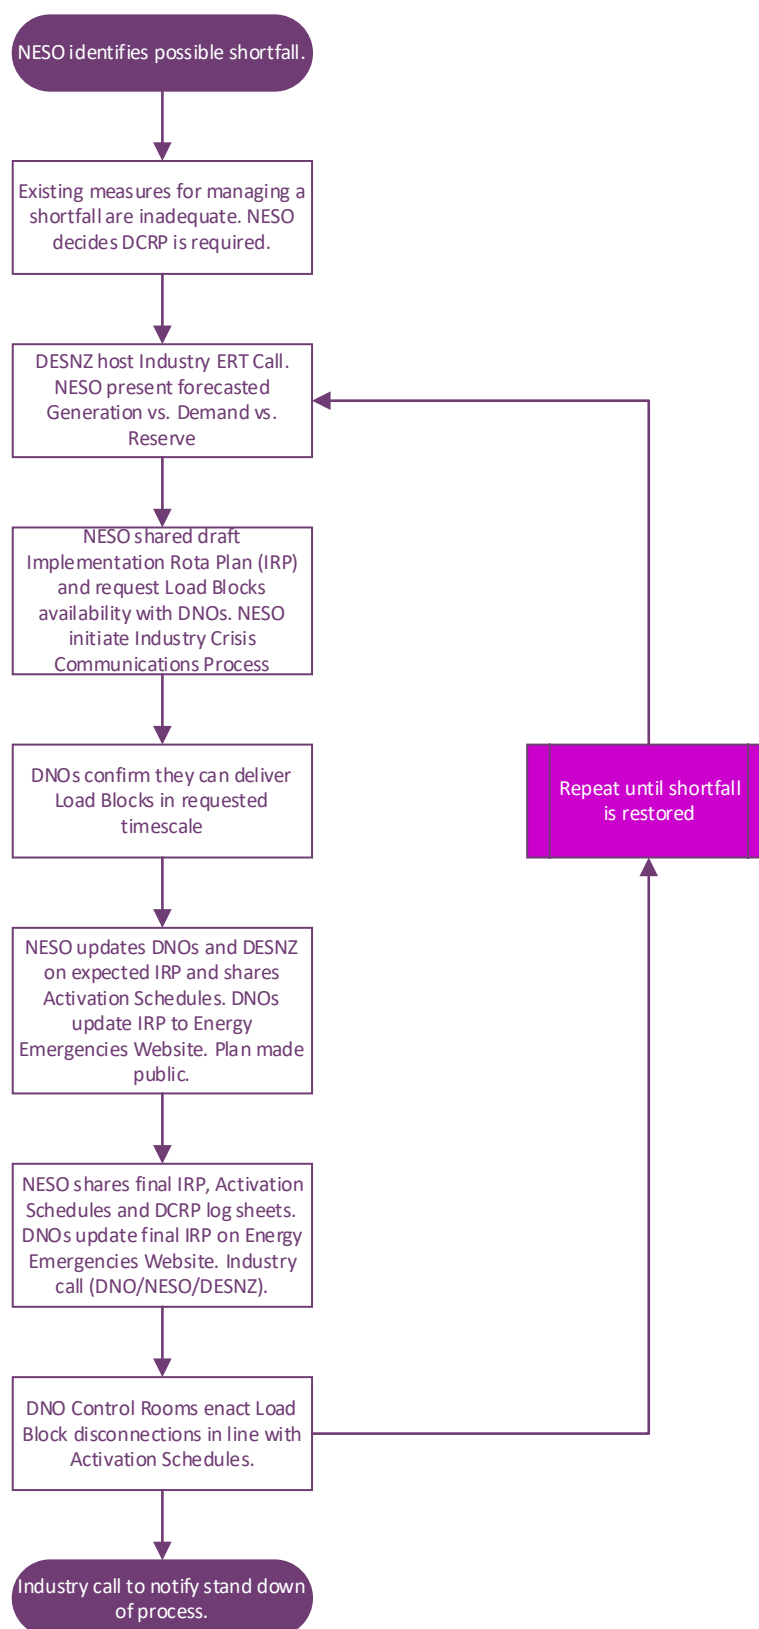 NESO identifies possible shortfall.
Existing measures for managing a
shortfall are inadequate. NESO
decides DCRP is required.
DESNZ host Industry ERT Call.
NESO present forecasted
Generation vs. Demand vs.
Reserve
NESO shared draft
Implementation Rota Plan (IRP)
and request Load Blocks
availability with DNOs. NESO
initiate Industry Crisis
Communications Process
DNOs confirm they can deliver
Load Blocks in requested
timescale
Repeat until shortfall
is restored
NESO updates DNOs and DESNZ
on expected IRP and shares
Activation Schedules. DNOs
update IRP to Energy
Emergencies Website. Plan made
public.
NESO shares final IRP, Activation
Schedules and DCRP log sheets.
DNOs update final IRP on Energy
Emergencies Website. Industry
call (DNO/NESO/DESNZ).
DNO Control Rooms enact Load
Block disconnections in line with
Activation Schedules.
Industry call to notify stand down
of process.